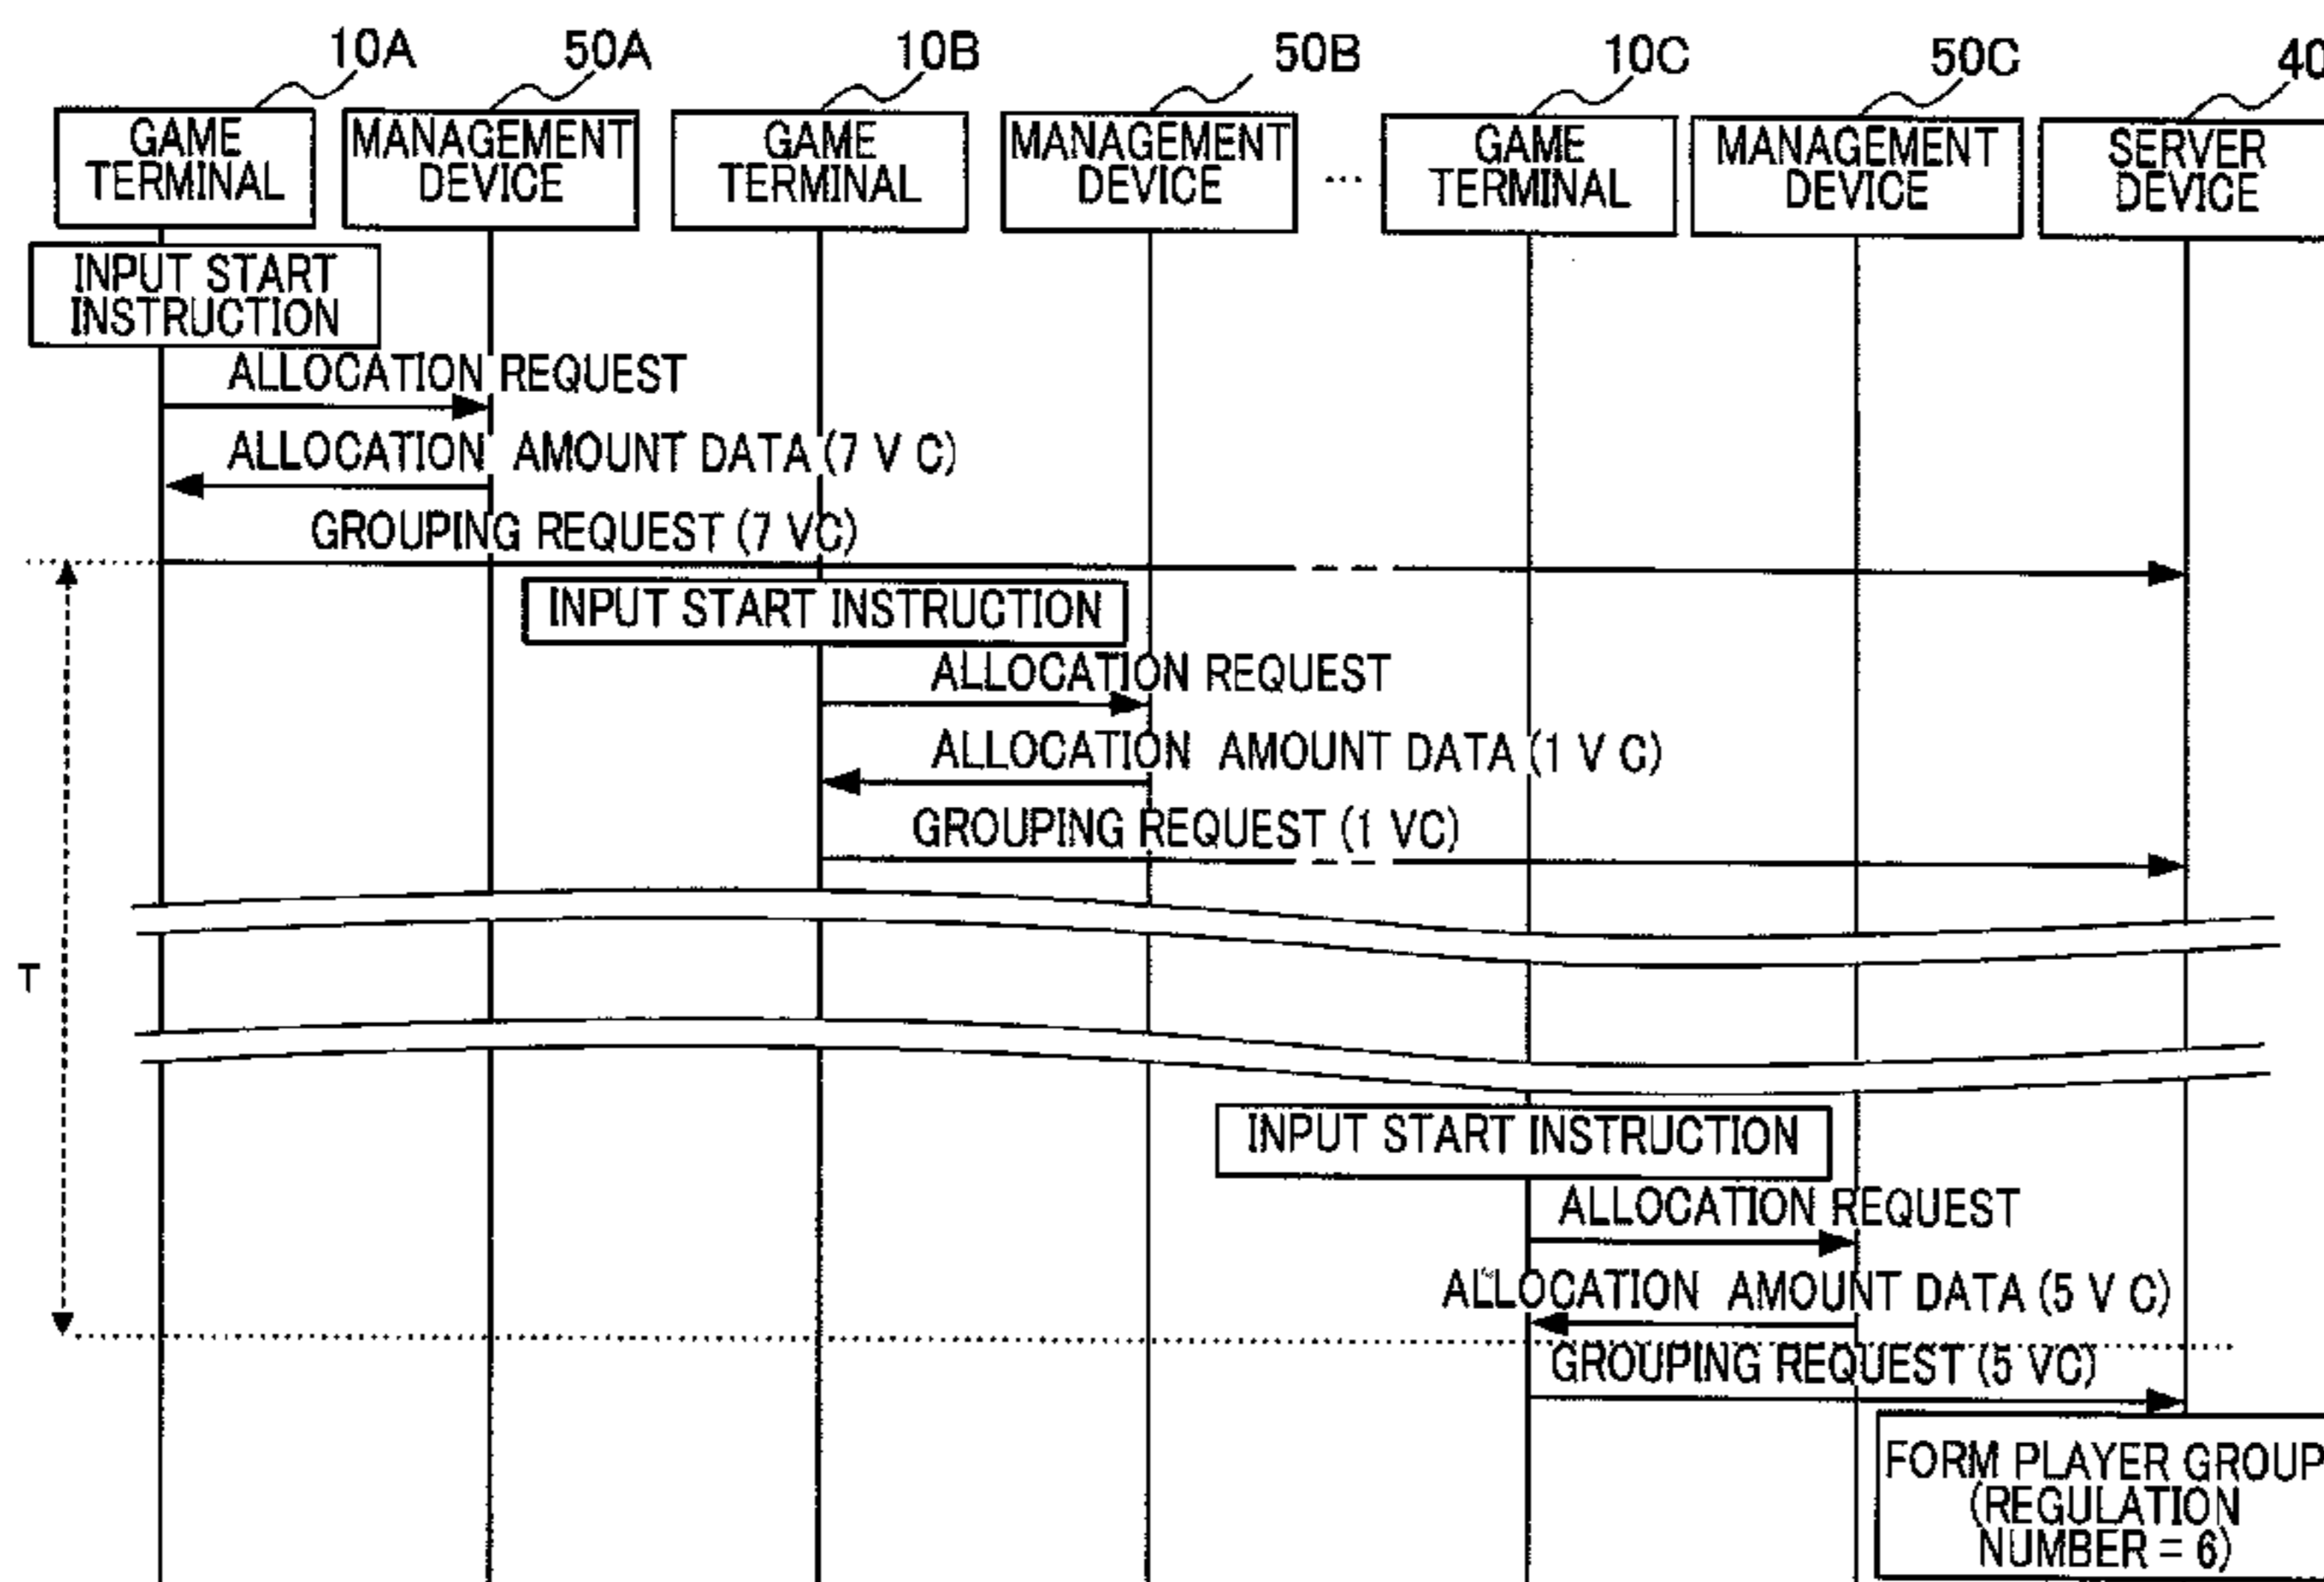 10A
50A
10B
50B
10C
50C
40
GAME
TERMINAL
MANAGEMENT
DEVICE
GAME
TERMINAL
MANAGEMENT
DEVICE
...
GAME
TERMINAL
MANAGEMENT
DEVICE
SERVER
DEVICE
INPUT START
INSTRUCTION
ALLOCATION REQUEST
ALLOCATION AMOUNT DATA (7 V C)
GROUPING REQUEST (7 VC)
INPUT START INSTRUCTION
ALLOCATION REQUEST
ALLOCATION AMOUNT DATA (1 V C)
GROUPING REQUEST (1 VC)
T
INPUT START INSTRUCTION
ALLOCATION REQUEST
ALLOCATION AMOUNT DATA (5 V C)
GROUPING REQUEST (5 VC)
FORM PLAYER GROUP
(REGULATION
NUMBER = 6)